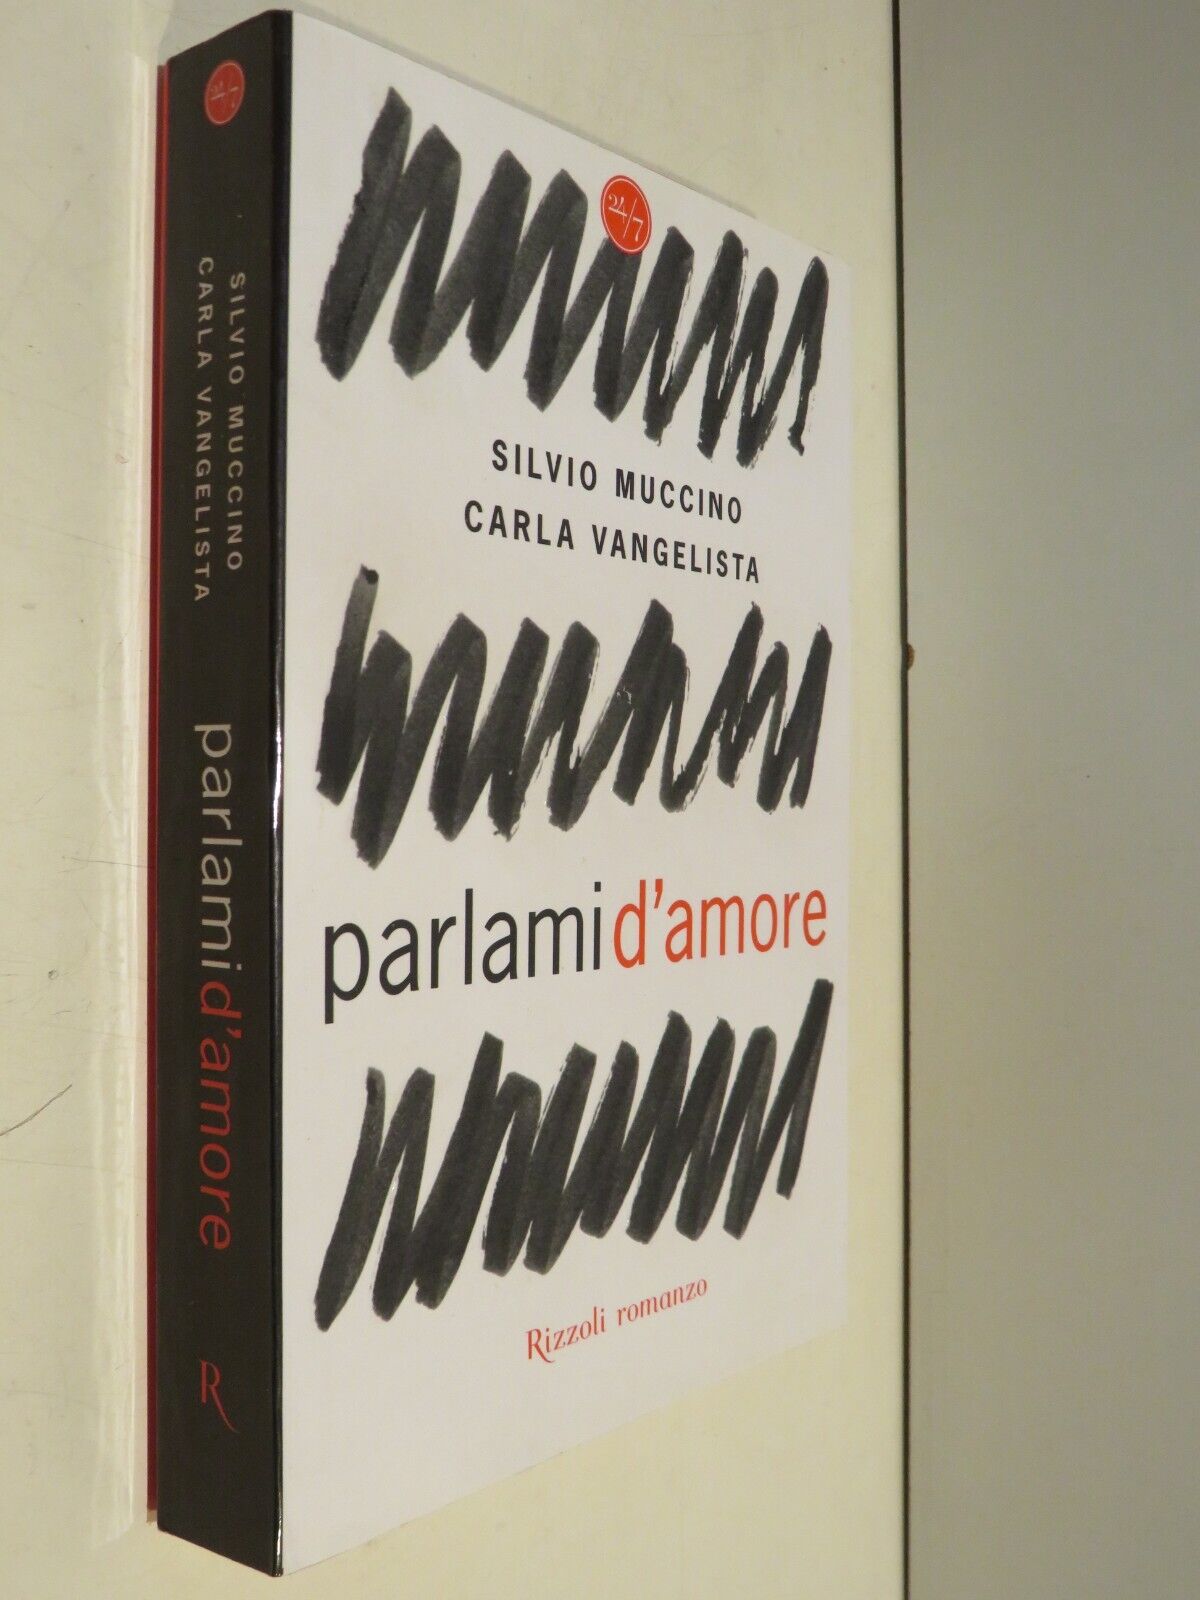 24/7
SILVIO MUCCINO
CARLA VANGELISTA
parlami d'amore
R
24/7
SILVIO MUCCINO
CARLA VANGELISTA
parlami d'amore
Rizzoli romanzo